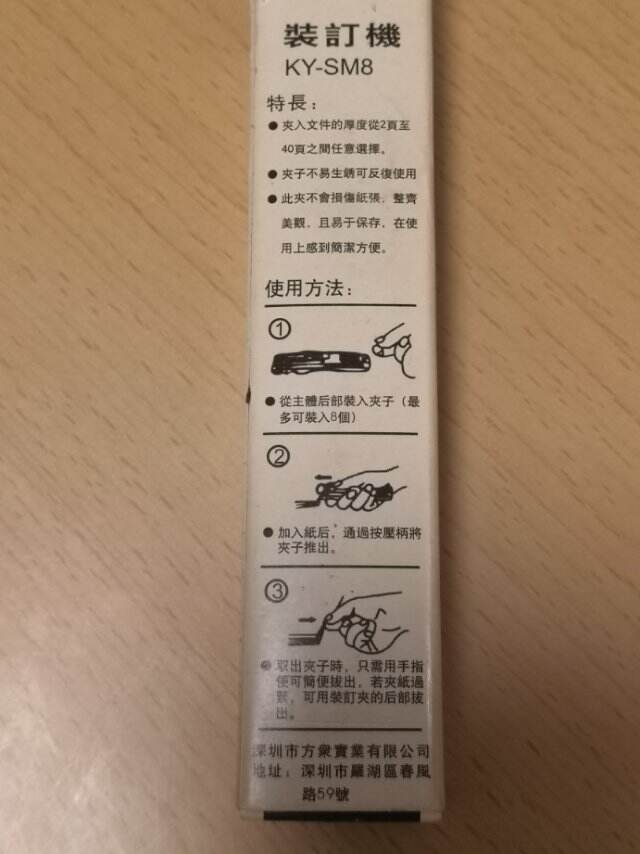 裝訂機
KY-SM8
特長：
● 夾入文件的厚度從2頁至
40頁之間任意選擇。
● 夾子不易生銹可反復使用
● 此夾不會損傷紙張，整齊
美觀，且易于保存，在使
用上感到簡潔方便。
使用方法：
①
● 從主體后部裝入夾子（最
多可裝入8個）
②
● 加入紙后，通過按壓柄將
夾子推出。
③
● 取出夾子時，只需用手指
便可簡便拔出，若夾紙過
，可用裝訂夾的后部拔
出。
深圳市方衆實業有限公司
地址：深圳市羅湖區春風
路59號